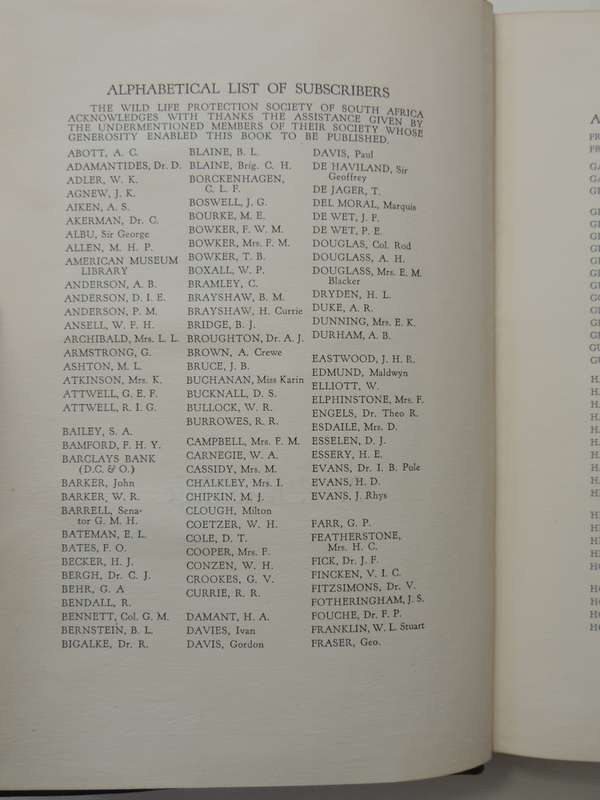 ALPHABETICAL LIST OF SUBSCRIBERS
THE WILD LIFE PROTECTION SOCIETY OF SOUTH AFRICA
ACKNOWLEDGES WITH THANKS THE ASSISTANCE GIVEN BY
THE UNDERMENTIONED MEMBERS OF THEIR SOCIETY WHOSE
GENEROSITY ENABLED THIS BOOK TO BE PUBLISHED.
ABOTT, A. C.
ADAMANTIDES, Dr. D.
ADLER, W. K.
AGNEW, J. K.
AIKEN, A. S.
AKERMAN, Dr. C.
ALBU, Sir George
ALLEN, M. H. P.
AMERICAN MUSEUM
LIBRARY
ANDERSON, A. B.
ANDERSON, D. I. E.
ANDERSON, P. M.
ANSELL, W. F. H.
ARCHIBALD, Mrs. L. L.
ARMSTRONG, G.
ASHTON, M. L.
ATKINSON, Mrs. K.
ATTWELL, G. E. F.
ATTWELL, R. I. G.
BAILEY, S. A.
BAMFORD, F. H. Y.
BARCLAYS BANK
(D.C. & O.)
BARKER, John
BARKER, W. R.
BARRELL, Sena-
tor G. M. H.
BATEMAN, E. L.
BATES, F. O.
BECKER, H. J.
BERGH, Dr. C. J.
BEHR, G. A
BENDALL, R.
BENNETT, Col. G. M.
BERNSTEIN, B. L.
BIGALKE, Dr. R.
BLAINE, B. L.
BLAINE, Brig. C. H.
BORCKENHAGEN,
C. L. F.
BOSWELL, J. G.
BOURKE, M. E.
BOWKER, F. W. M.
BOWKER, Mrs. F. M.
BOWKER, T. B.
BOXALL, W. P.
BRAMLEY, C.
BRAYSHAW, B. M.
BRAYSHAW, H. Currie
BRIDGE, B. J.
BROUGHTON, Dr. A. J.
BROWN, A. Crewe
BRUCE, J. B.
BUCHANAN, Miss Karin
BUCKNALL, D. S.
BULLOCK, W. R.
BURROWES, R. R.
CAMPBELL, Mrs. F. M.
CARNEGIE, W. A.
CASSIDY, Mrs. M.
CHALKLEY, Mrs. I.
CHIPKIN, M. J.
CLOUGH, Milton
COETZER, W. H.
COLE, D. T.
COOPER, Mrs. F.
CONZEN, W. H.
CROOKES, G. V.
CURRIE, R. R.
DAMANT, H. A.
DAVIES, Ivan
DAVIS, Gordon
DAVIS, Paul
DE HAVILAND, Sir
Geoffrey
DE JAGER, T.
DEL MORAL, Marquis
DE WET, J. F.
DE WET, P. E.
DOUGLAS, Col. Rod
DOUGLASS, A. H.
DOUGLASS, Mrs. E. M.
Blacker
DRYDEN, H. L.
DUKE, A. R.
DUNNING, Mrs. E. K.
DURHAM, A. B.
EASTWOOD, J. H. R.
EDMUND, Maldwyn
ELLIOTT, W.
ELPHINSTONE, Mrs. F.
ENGELS, Dr. Theo R.
ESDAILE, Mrs. D.
ESSELEN, D. J.
ESSERY, H. E.
EVANS, Dr. I. B. Pole
EVANS, H. D.
EVANS, J. Rhys
FARR, G. P.
FEATHERSTONE,
Mrs. H. C.
FICK, Dr. J. F.
FINCKEN, V. I. C.
FITZSIMONS, Dr. V.
FOTHERINGHAM, J. S.
FOUCHE, Dr. F. P.
FRANKLIN, W. L. Stuart
FRASER, Geo.